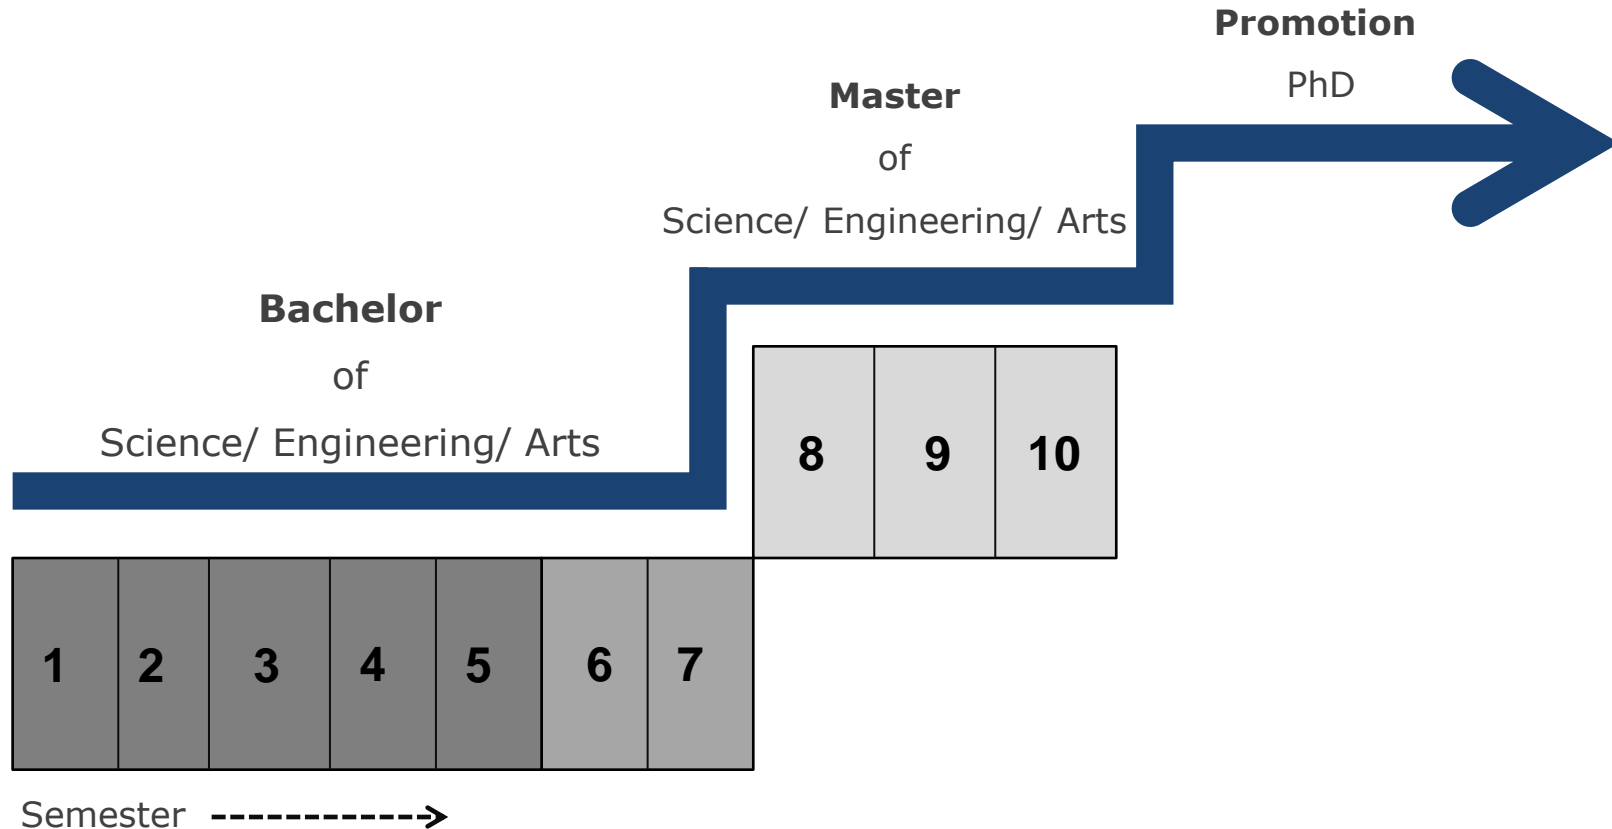 Promotion
PhD
Master
of
Science/ Engineering/ Arts
Bachelor
of
Science/ Engineering/ Arts
8 9 10
1 2 3 4 5 6 7
Semester